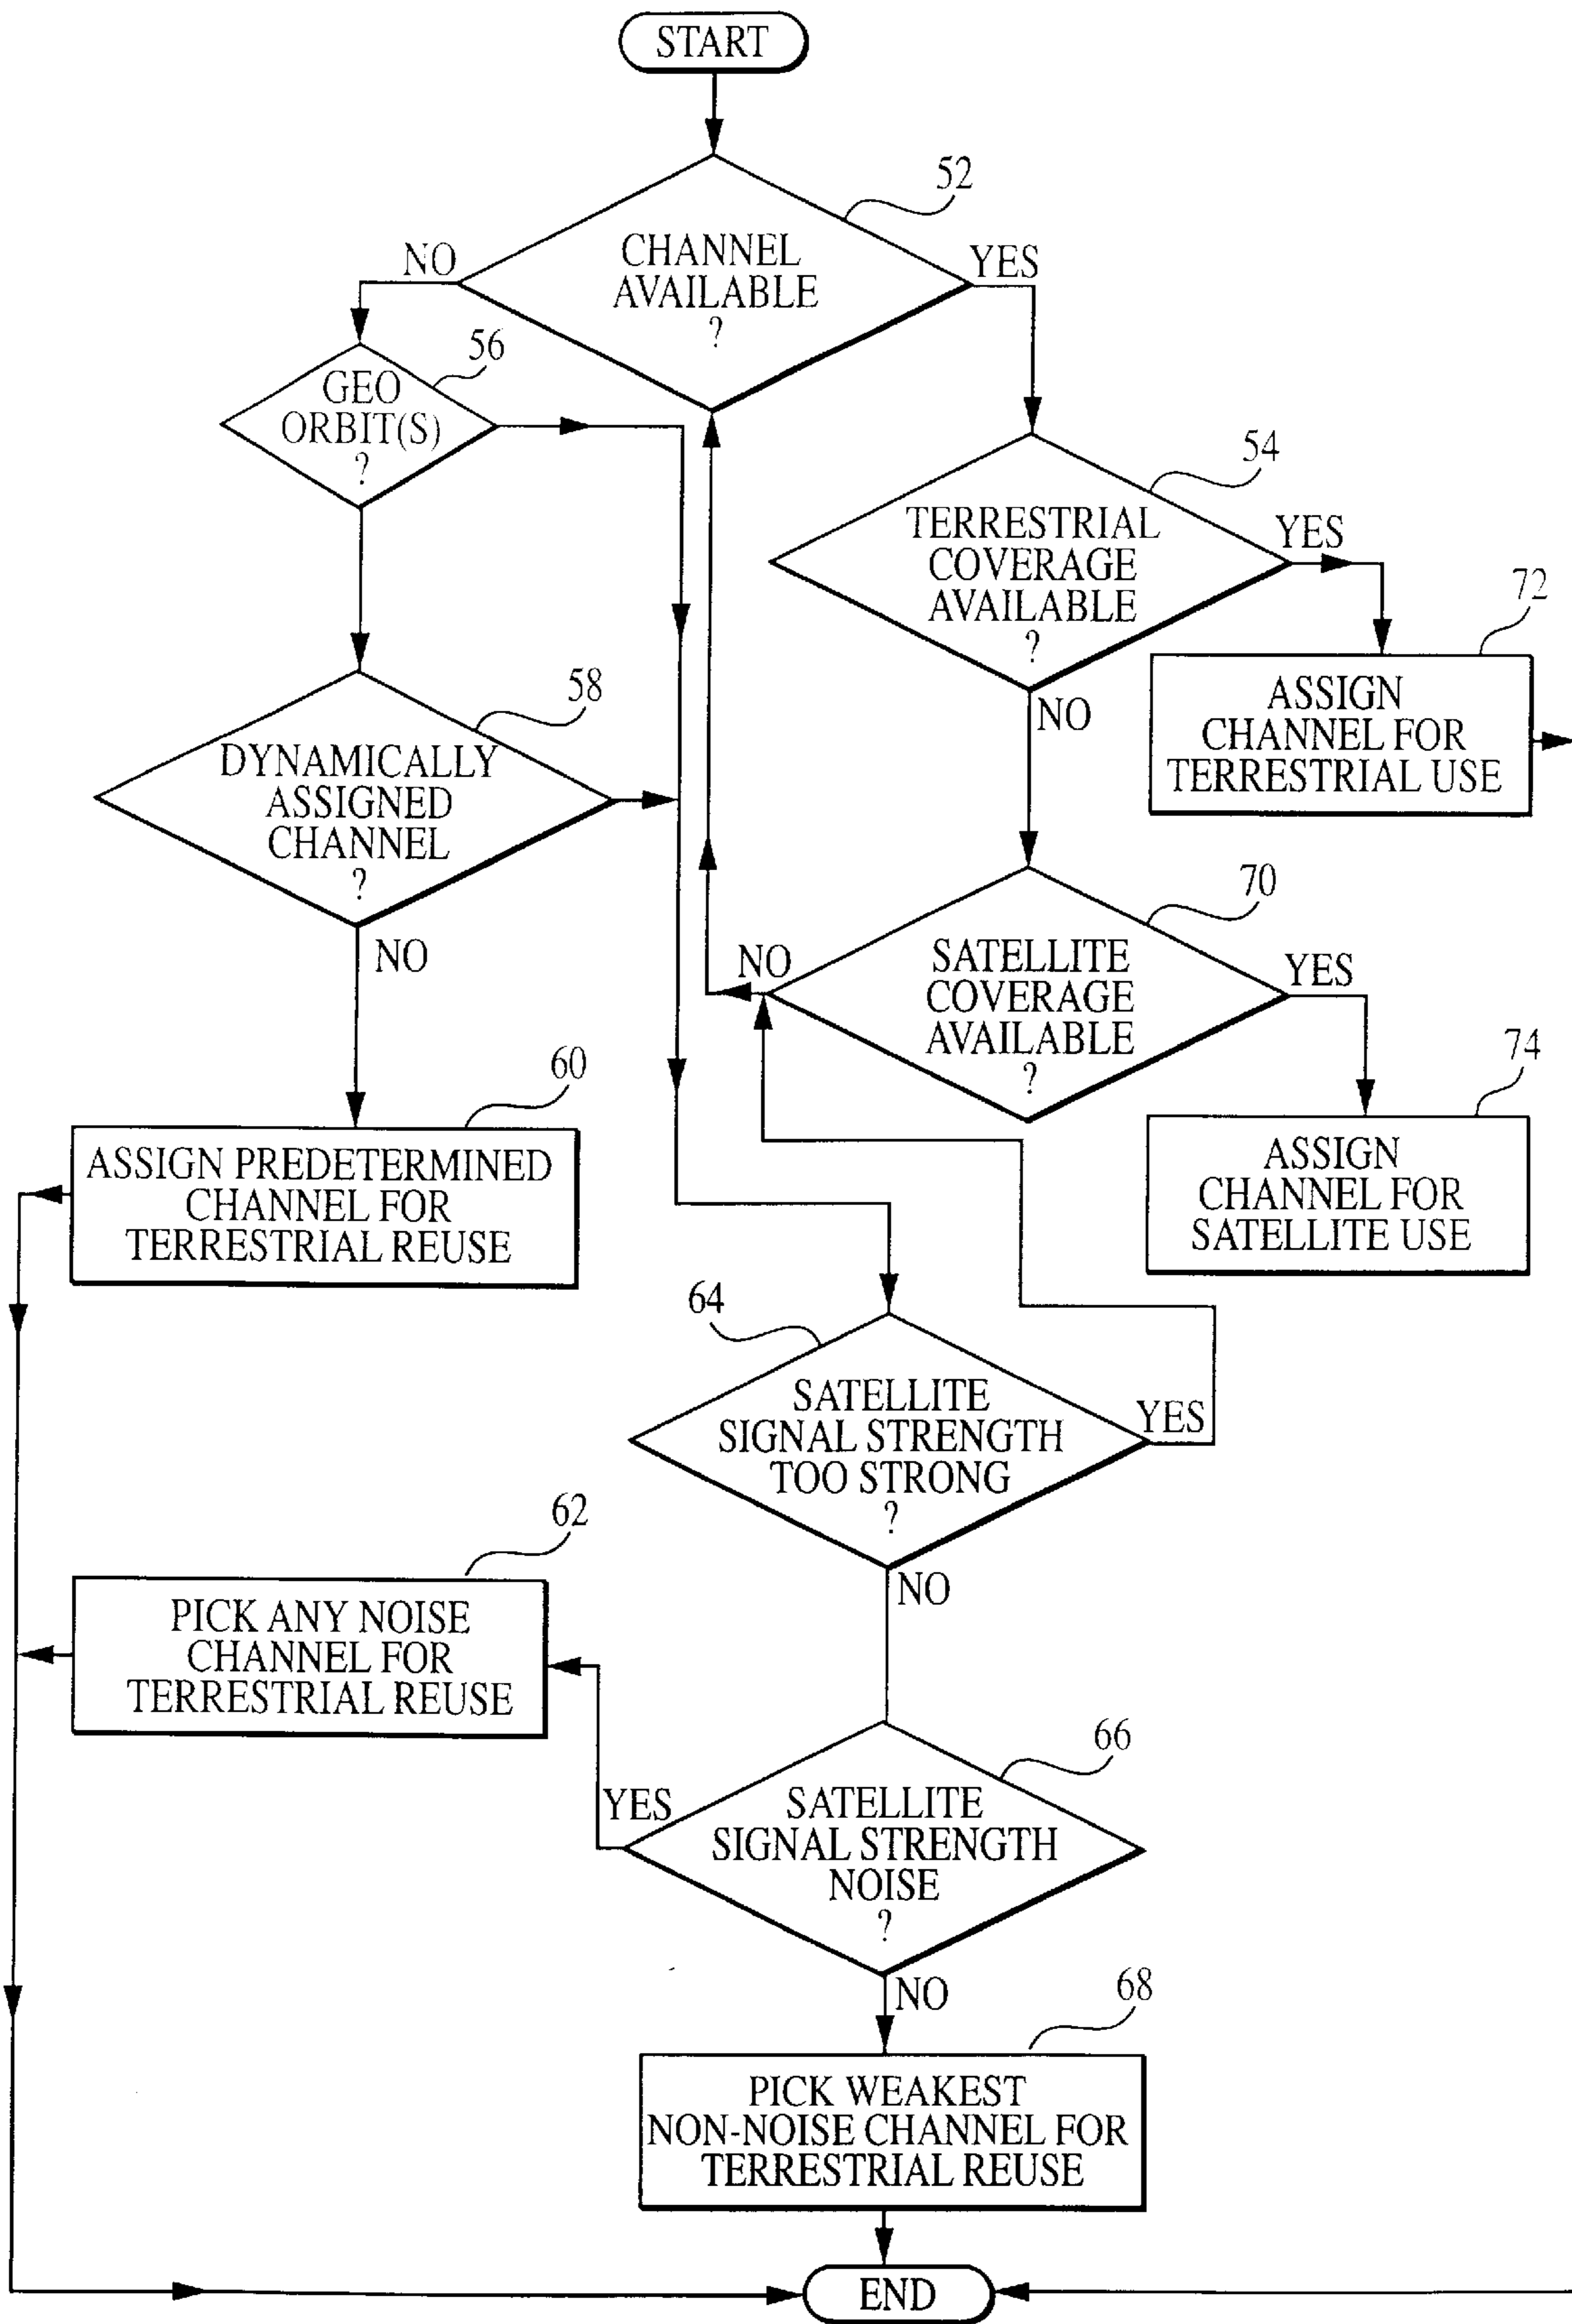 START
52
CHANNEL
AVAILABLE
?
NO
YES
56
GEO
ORBIT(S)
?
54
TERRESTRIAL
COVERAGE
AVAILABLE
?
YES
NO
72
ASSIGN
CHANNEL FOR
TERRESTRIAL USE
58
DYNAMICALLY
ASSIGNED
CHANNEL
?
NO
70
SATELLITE
COVERAGE
AVAILABLE
?
NO
YES
74
ASSIGN
CHANNEL FOR
SATELLITE USE
60
ASSIGN PREDETERMINED
CHANNEL FOR
TERRESTRIAL REUSE
64
SATELLITE
SIGNAL STRENGTH
TOO STRONG
?
YES
NO
62
PICK ANY NOISE
CHANNEL FOR
TERRESTRIAL REUSE
66
SATELLITE
SIGNAL STRENGTH
NOISE
?
YES
NO
68
PICK WEAKEST
NON-NOISE CHANNEL FOR
TERRESTRIAL REUSE
END